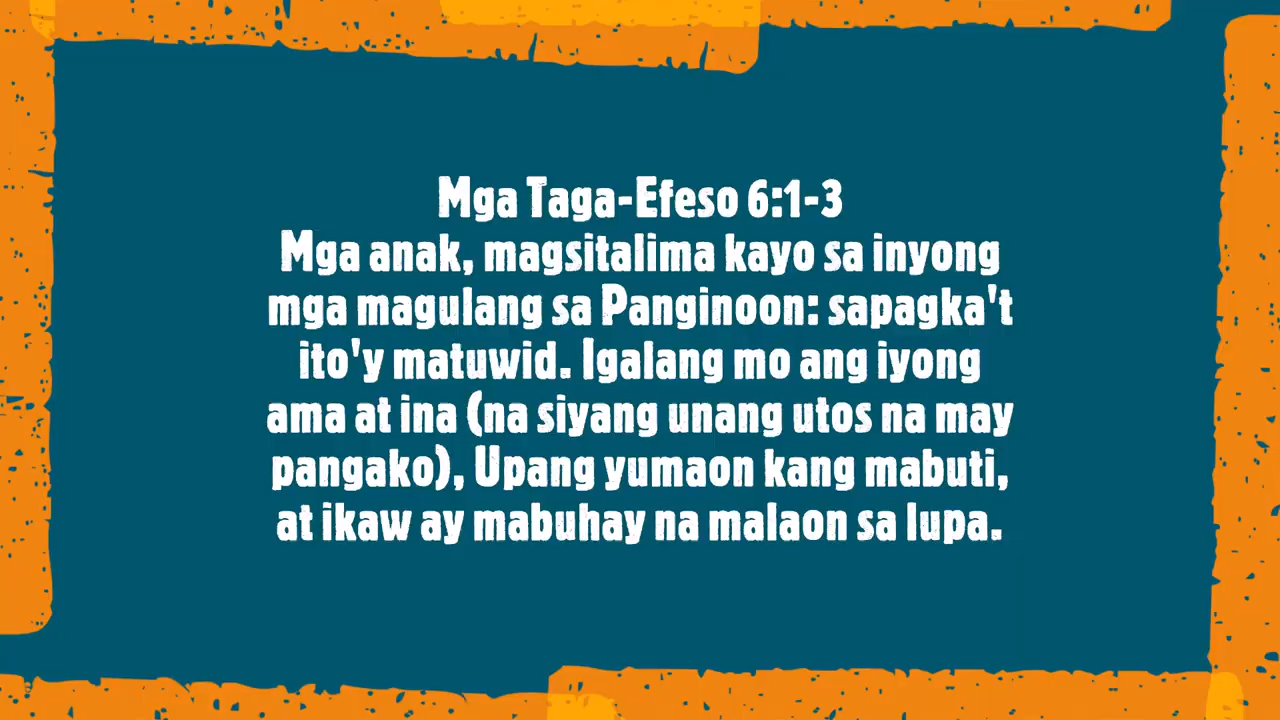 Mga Taga-Efeso 6:1-3
Mga anak, magsitalima kayo sa inyong
mga magulang sa Panginoon: sapagka't
ito'y matuwid. Igalang mo ang iyong
ama at ina (na siyang unang utos na may
pangako), Upang yumaon kang mabuti,
at ikaw ay mabuhay na malaon sa lupa.